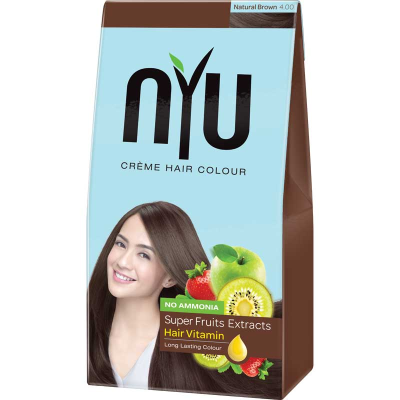 Natural Brown 4.00
NYU
CRÈME HAIR COLOUR
NO AMMONIA
Super Fruits Extracts
Hair Vitamin
Long Lasting Colour